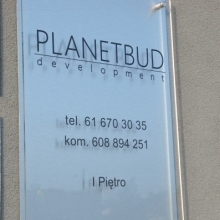 PLANETBUD
development
tel. 61 670 30 35
kom. 608 894 251
I Piętro